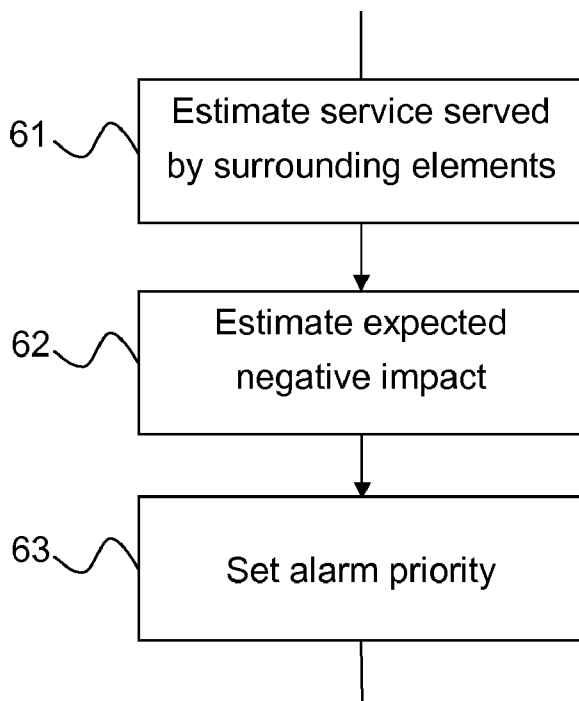 61
Estimate service served
by surrounding elements
62
Estimate expected
negative impact
63
Set alarm priority